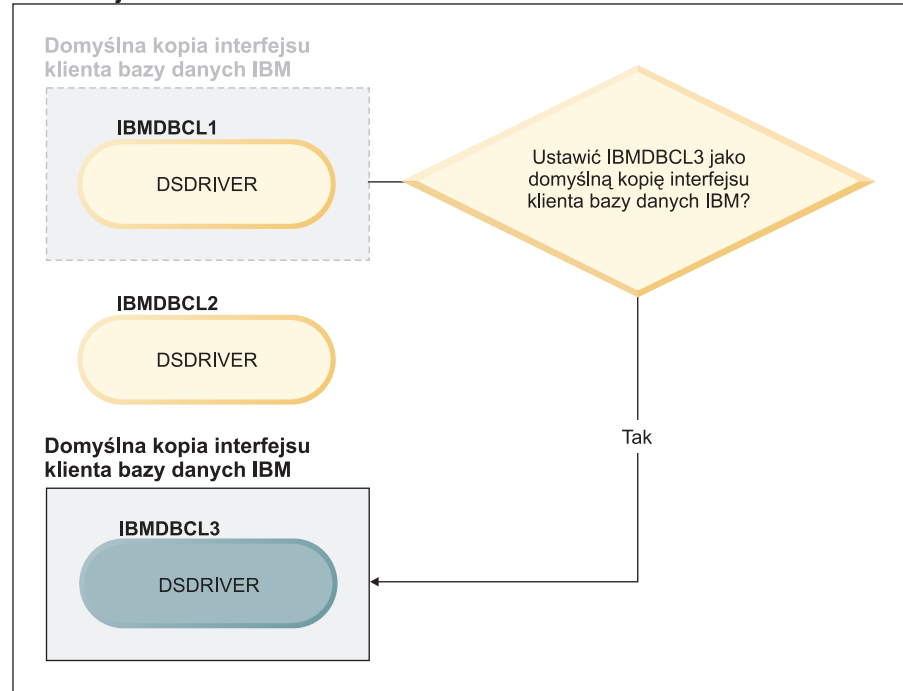 Domyślna kopia interfejsu
klienta bazy danych IBM
IBMDBCL1
DSDRIVER
Ustawić IBMDBCL3 jako
domyślną kopię interfejsu
klienta bazy danych IBM?
IBMDBCL2
DSDRIVER
Tak
Domyślna kopia interfejsu
klienta bazy danych IBM
IBMDBCL3
DSDRIVER